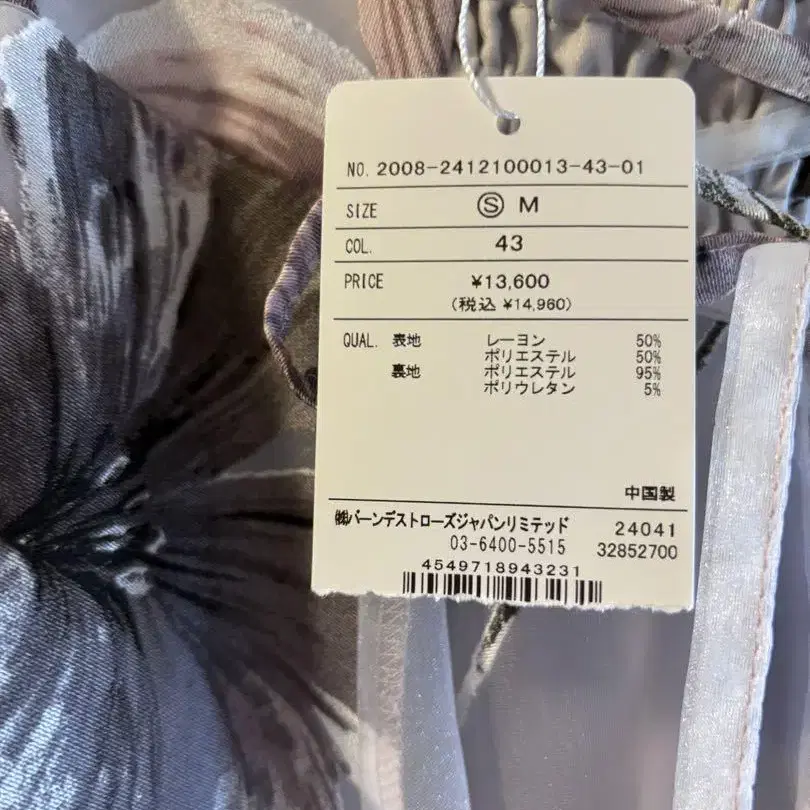 NO. 2008-2412100013-43-01
SIZE Ⓢ M
COL. 43
PRICE ¥13,600
(税込 ¥14,960)
QUAL. 表地 レーヨン 50%
ポリエステル 50%
裏地 ポリエステル 95%
ポリウレタン 5%
中国製
㈱バーンデストローズジャパンリミテッド 24041
03-6400-5515 32852700
4549718943231